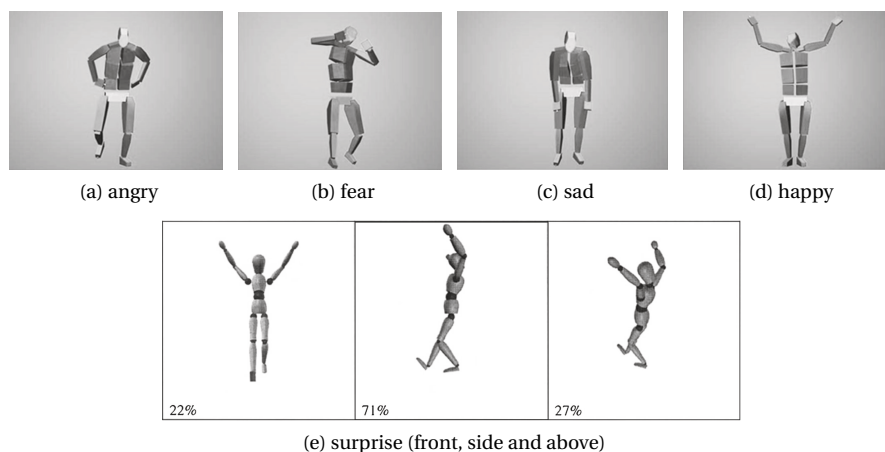 (a) angry
(b) fear
(c) sad
(d) happy
22%
71%
27%
(e) surprise (front, side and above)